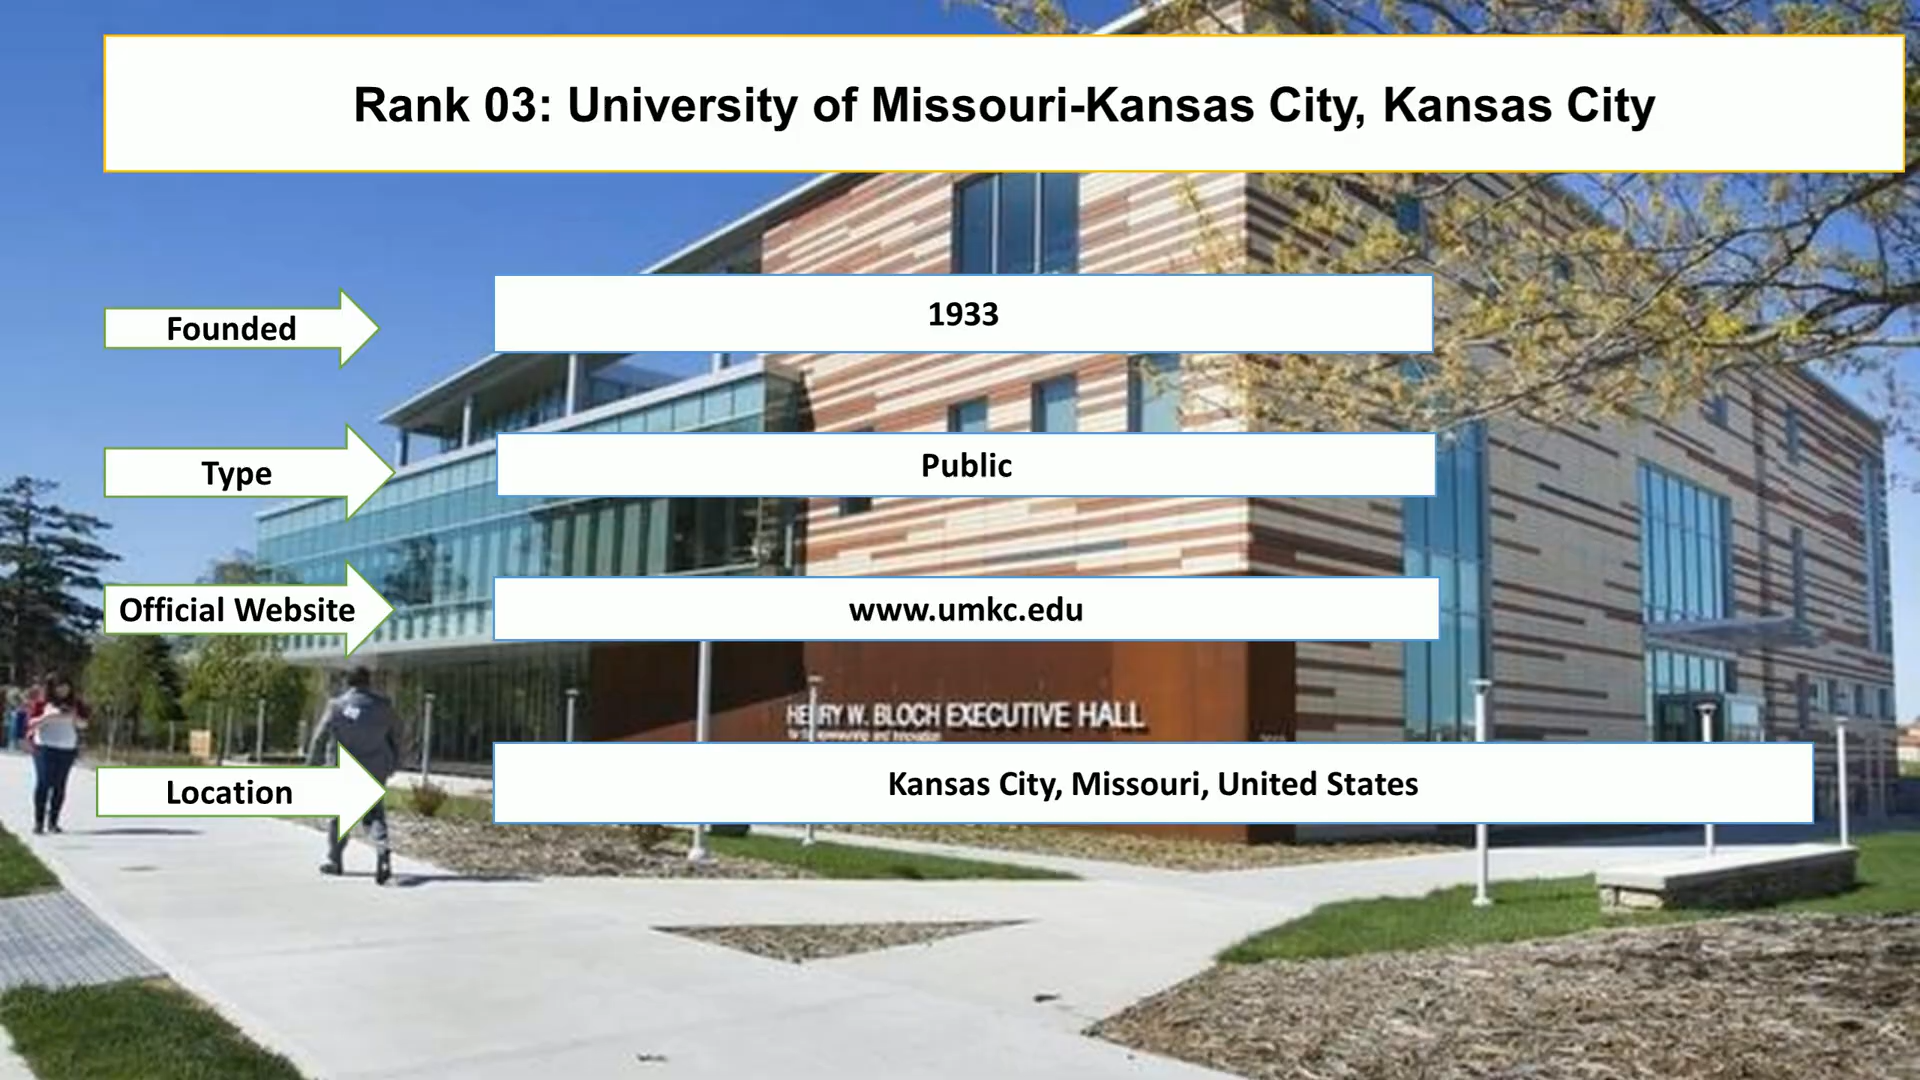 Rank 03: University of Missouri-Kansas City, Kansas City
Founded
1933
Type
Public
Official Website
www.umkc.edu
HENRY W. BLOCH EXECUTIVE HALL
Location
Kansas City, Missouri, United States